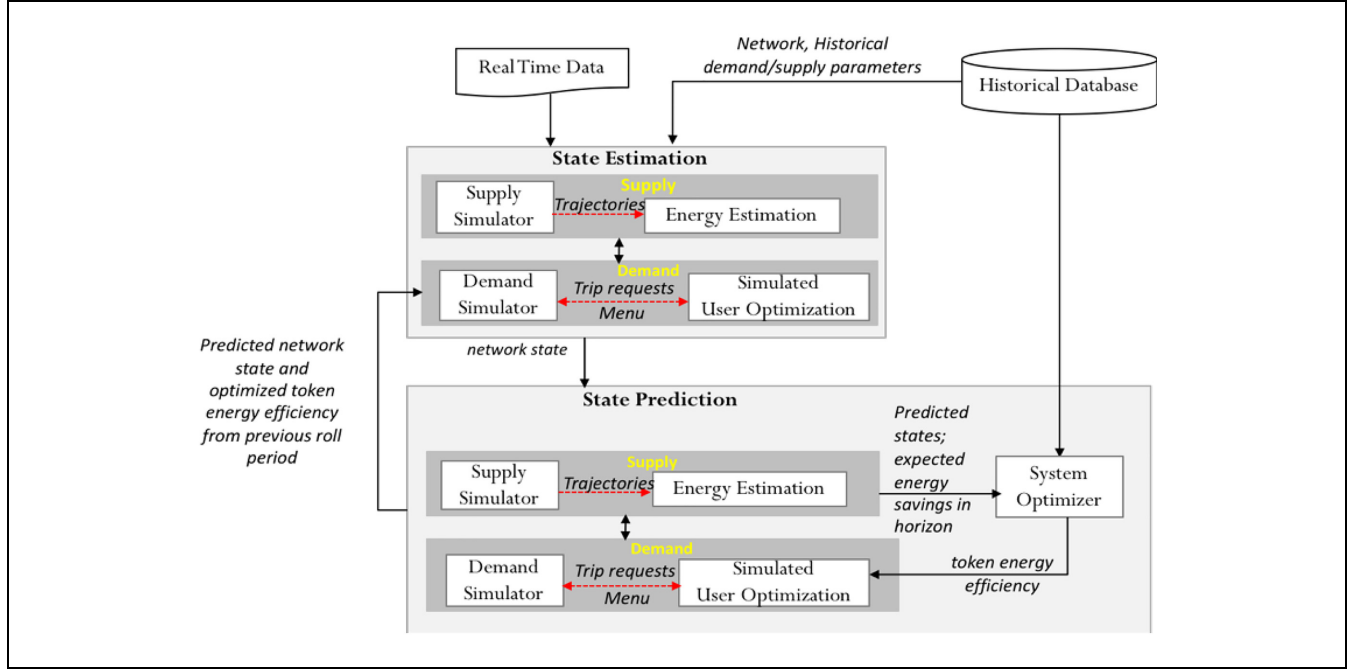 Real Time Data
Network, Historical
demand/supply parameters
Historical Database
State Estimation
Supply
Supply
Simulator
Trajectories
Energy Estimation
Demand
Demand
Simulator
Trip requests
Menu
Simulated
User Optimization
network state
Predicted network
state and
optimized token
energy efficiency
from previous roll
period
State Prediction
Supply
Supply
Simulator
Trajectories
Energy Estimation
Predicted
states;
expected
energy
savings in
horizon
System
Optimizer
Demand
Demand
Simulator
Trip requests
Menu
Simulated
User Optimization
token energy
efficiency